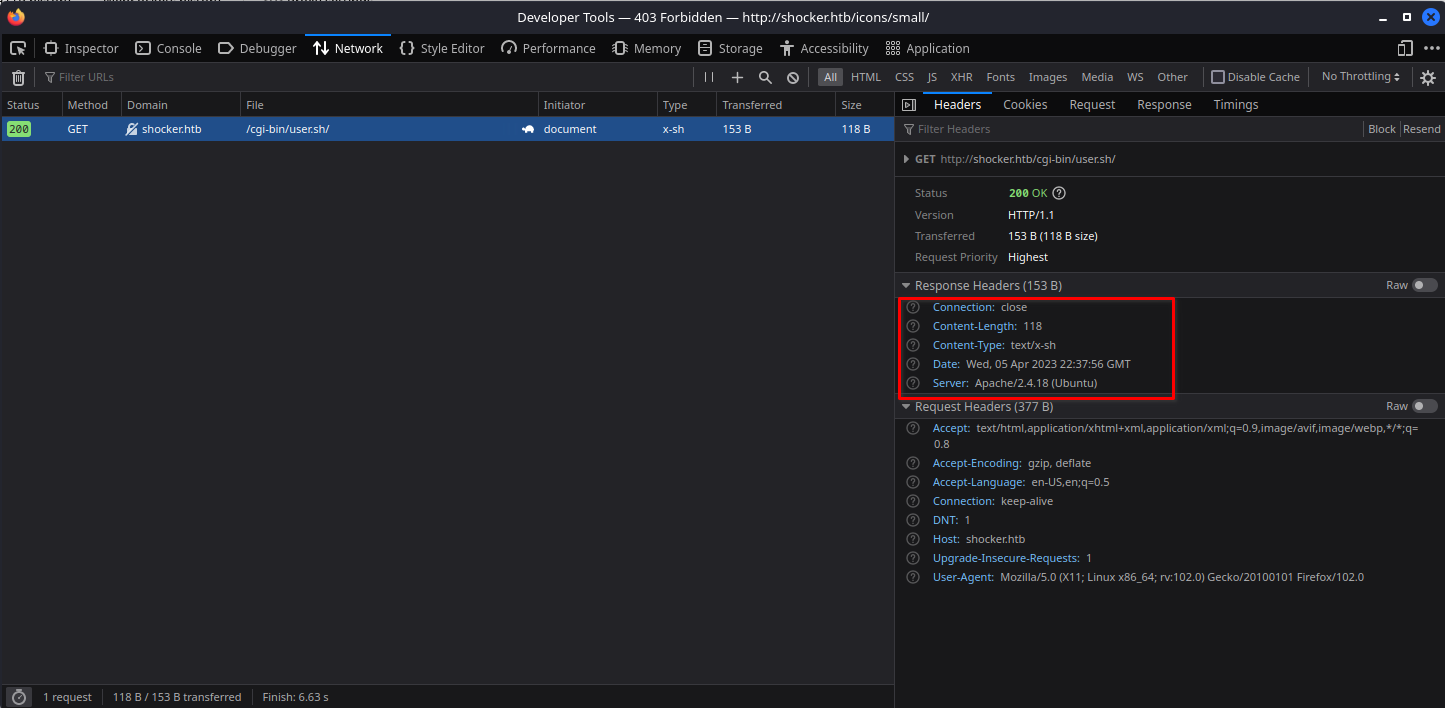 Developer Tools — 403 Forbidden — http://shocker.htb/icons/small/
Inspector Console Debugger Network Style Editor Performance Memory Storage Accessibility Application
Filter URLs All HTML CSS JS XHR Fonts Images Media WS Other Disable Cache No Throttling
Status Method Domain File Initiator Type Transferred Size
200 GET shocker.htb /cgi-bin/user.sh/ document x-sh 153 B 118 B
Headers Cookies Request Response Timings
Filter Headers Block Resend
GET http://shocker.htb/cgi-bin/user.sh/
Status 200 OK
Version HTTP/1.1
Transferred 153 B (118 B size)
Request Priority Highest
Response Headers (153 B) Raw
Connection: close
Content-Length: 118
Content-Type: text/x-sh
Date: Wed, 05 Apr 2023 22:37:56 GMT
Server: Apache/2.4.18 (Ubuntu)
Request Headers (377 B) Raw
Accept: text/html,application/xhtml+xml,application/xml;q=0.9,image/avif,image/webp,*/*;q=
0.8
Accept-Encoding: gzip, deflate
Accept-Language: en-US,en;q=0.5
Connection: keep-alive
DNT: 1
Host: shocker.htb
Upgrade-Insecure-Requests: 1
User-Agent: Mozilla/5.0 (X11; Linux x86_64; rv:102.0) Gecko/20100101 Firefox/102.0
1 request 118 B / 153 B transferred Finish: 6.63 s